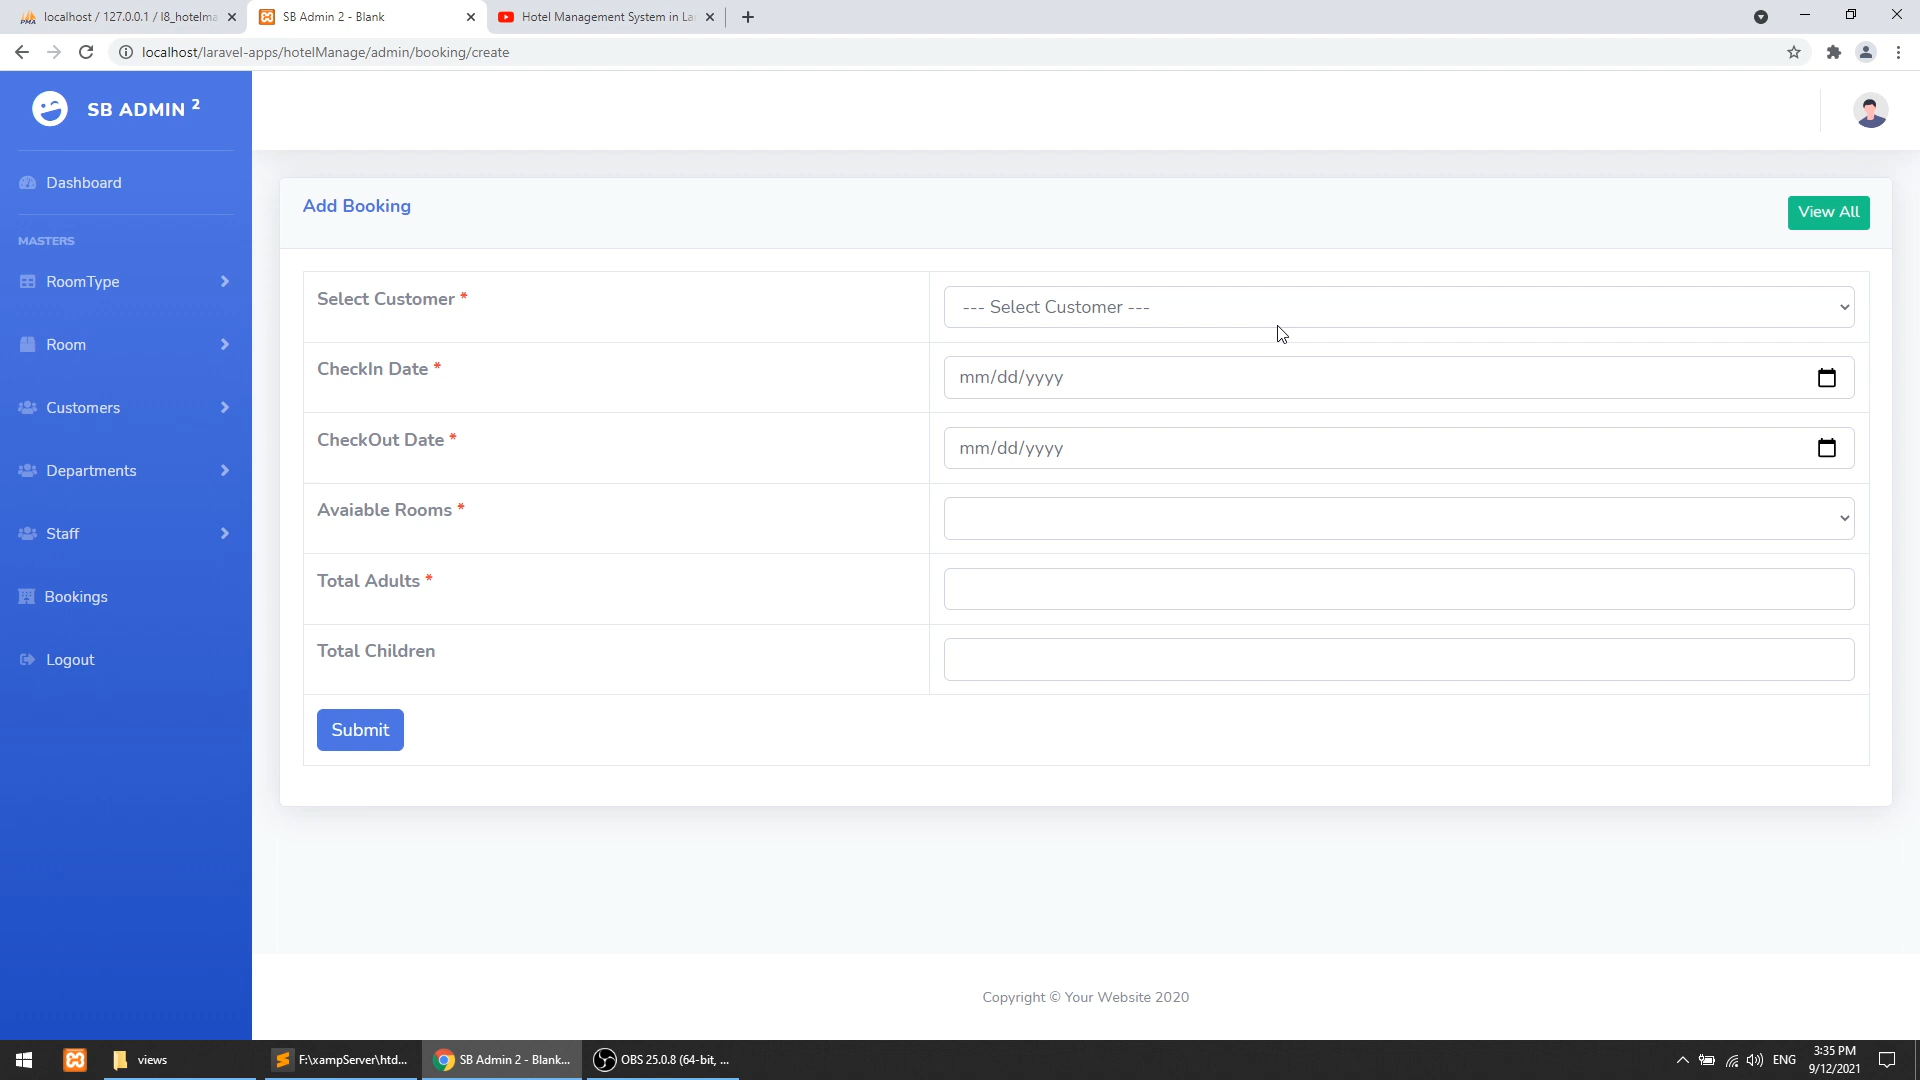 localhost / 127.0.0.1 / l8_hotelma
SB Admin 2 - Blank
Hotel Management System in La
localhost/laravel-apps/hotelManage/admin/booking/create
SB ADMIN 2
Dashboard
MASTERS
RoomType
Room
Customers
Departments
Staff
Bookings
Logout
Add Booking
View All
Select Customer *
--- Select Customer ---
CheckIn Date *
mm/dd/yyyy
CheckOut Date *
mm/dd/yyyy
Avaiable Rooms *
Total Adults *
Total Children
Submit
Copyright © Your Website 2020
views
F:\xampServer\htd...
SB Admin 2 - Blank...
OBS 25.0.8 (64-bit, ...
ENG
3:35 PM
9/12/2021